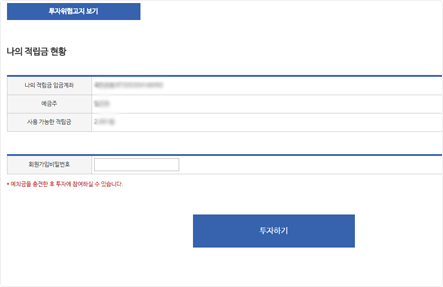 투자위험고지 보기
나의 적립금 현황
나의 적립금 입금계좌
예금주
사용 가능한 적립금
회원가입비밀번호
* 예치금을 충전한 후 투자에 참여하실 수 있습니다.
투자하기